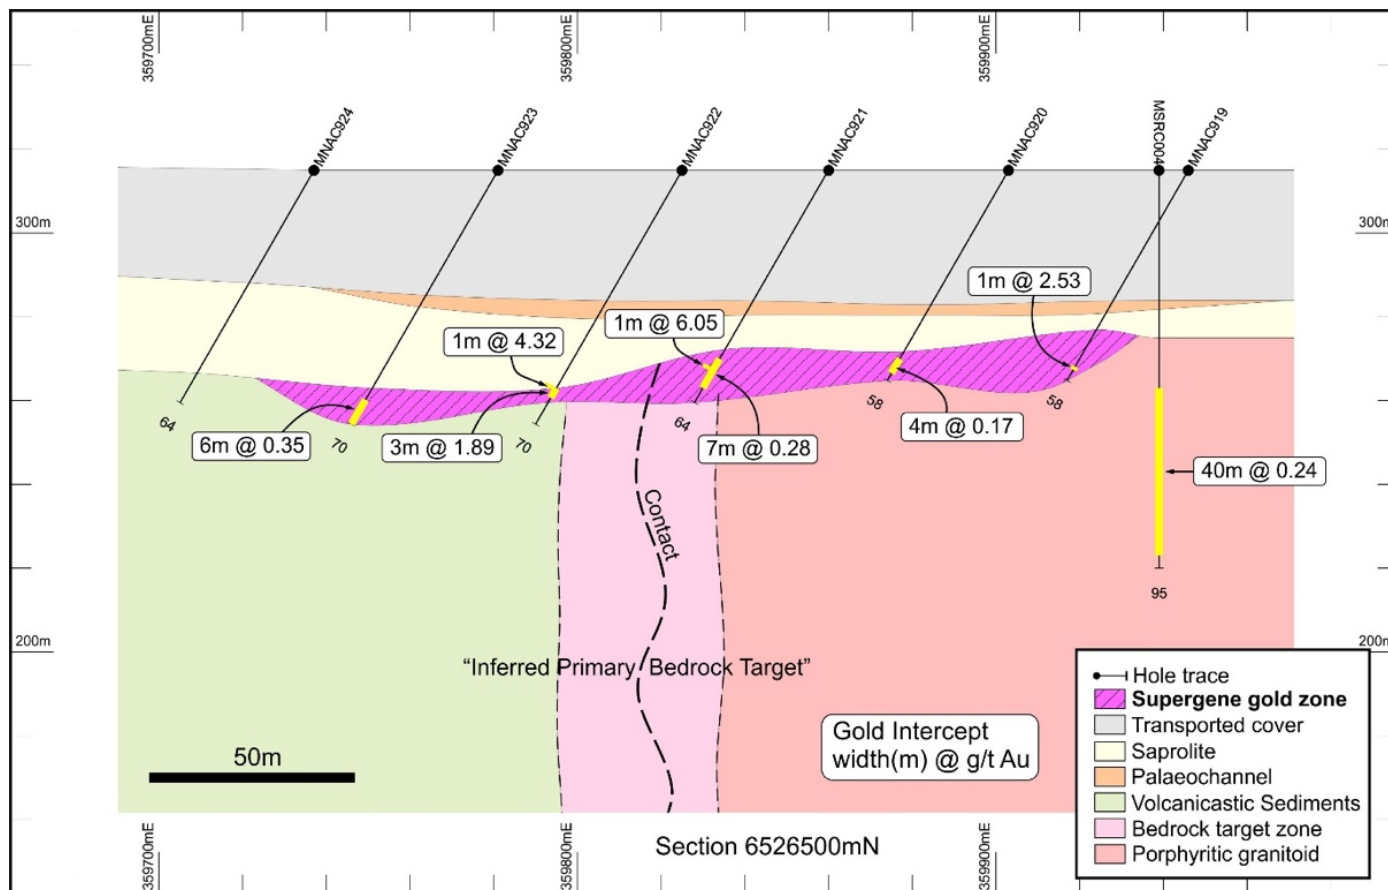 359700mE
359800mE
359900mE
MNAC924
MNAC923
MNAC922
MNAC921
MNAC920
MSRC004
MNAC919
300m
300m
1m @ 2.53
1m @ 6.05
1m @ 4.32
64
6m @ 0.35
70
3m @ 1.89
70
64
7m @ 0.28
58
4m @ 0.17
58
40m @ 0.24
Contact
95
200m
200m
“Inferred Primary Bedrock Target”
50m
Gold Intercept
width(m) @ g/t Au
Hole trace
Supergene gold zone
Transported cover
Saprolite
Palaeochannel
Volcanicastic Sediments
Bedrock target zone
Porphyritic granitoid
359700mE
359800mE
Section 6526500mN
359900mE